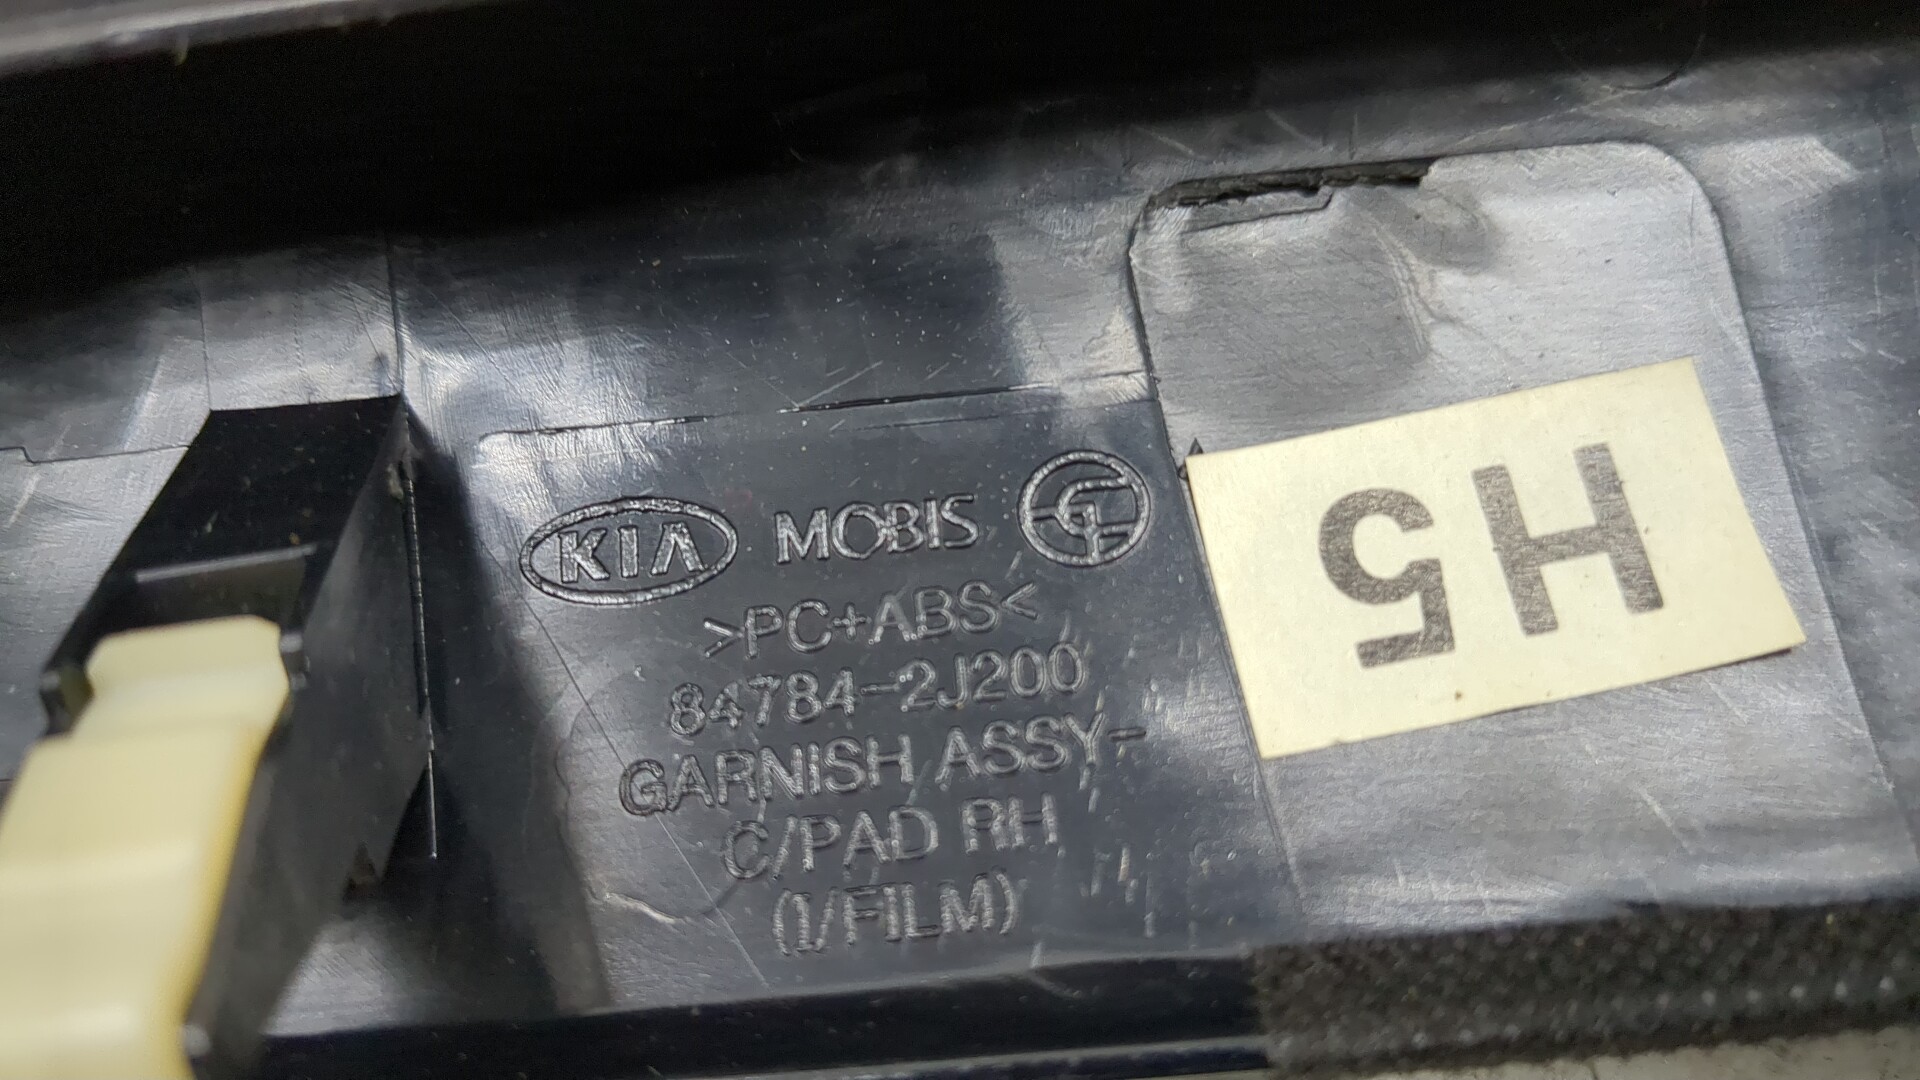 KIA MOBIS
>PC+ABS<
84784-2J200
GARNISH ASSY-
C/PAD RH
(I/FILM)
H5